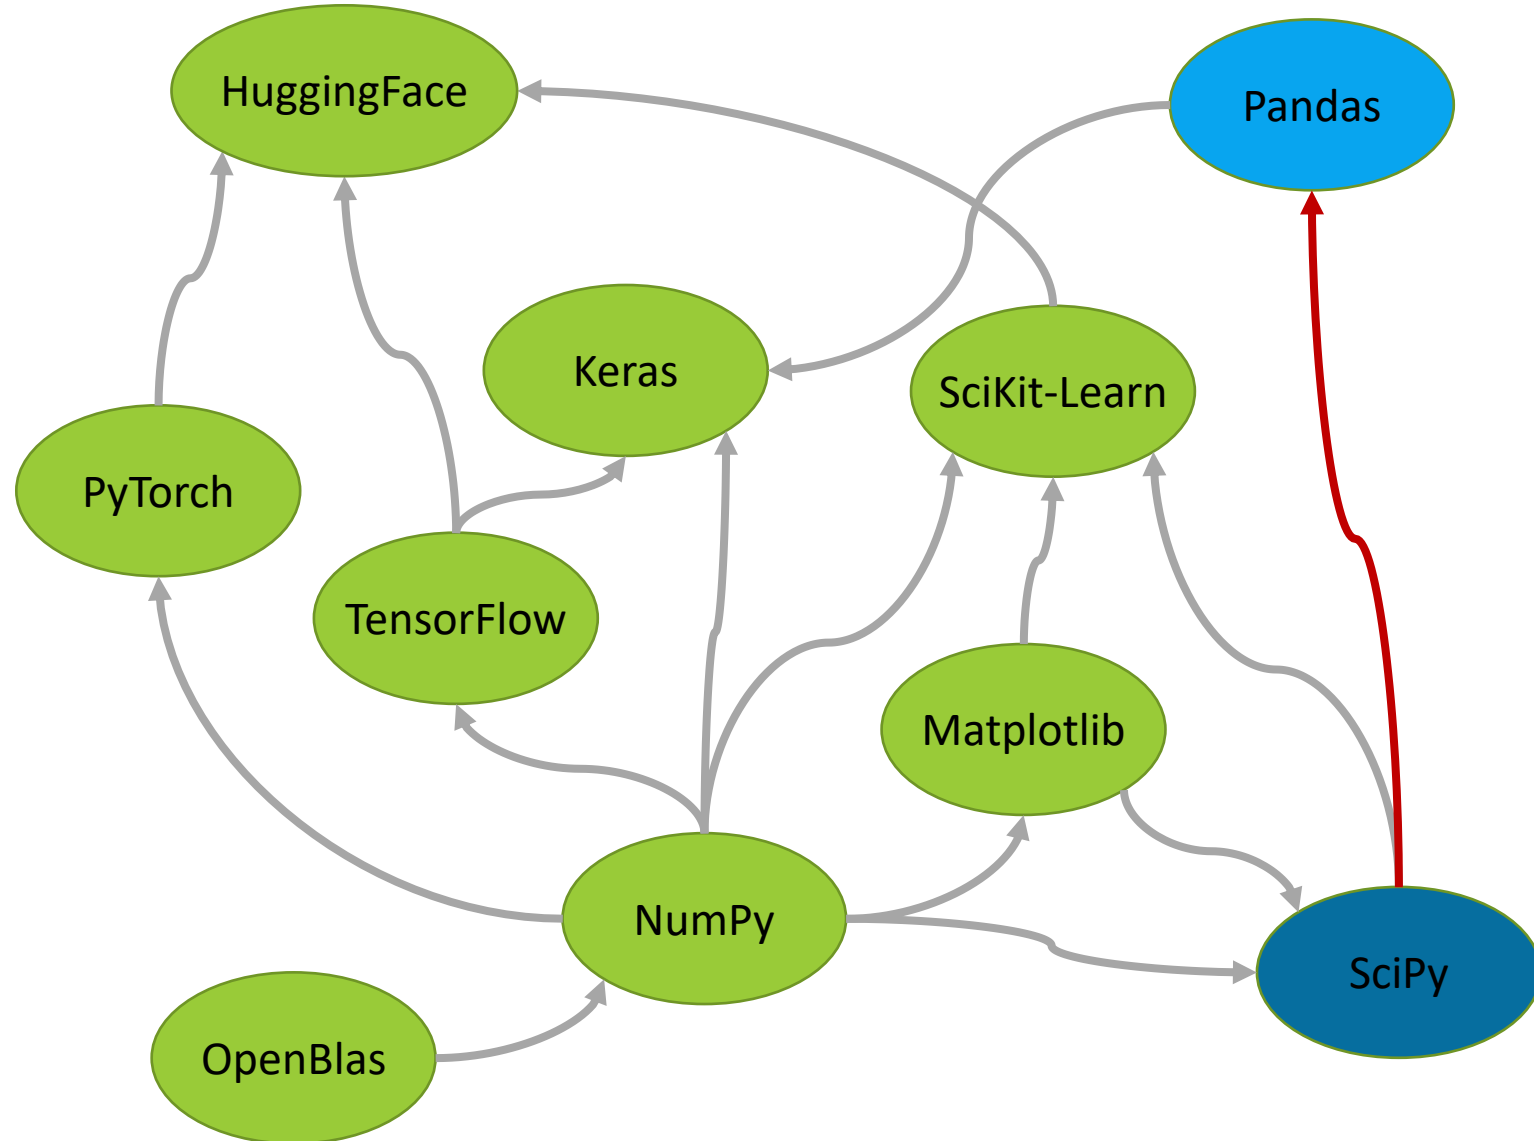 HuggingFace
Pandas
Keras
SciKit-Learn
PyTorch
TensorFlow
Matplotlib
NumPy
SciPy
OpenBlas